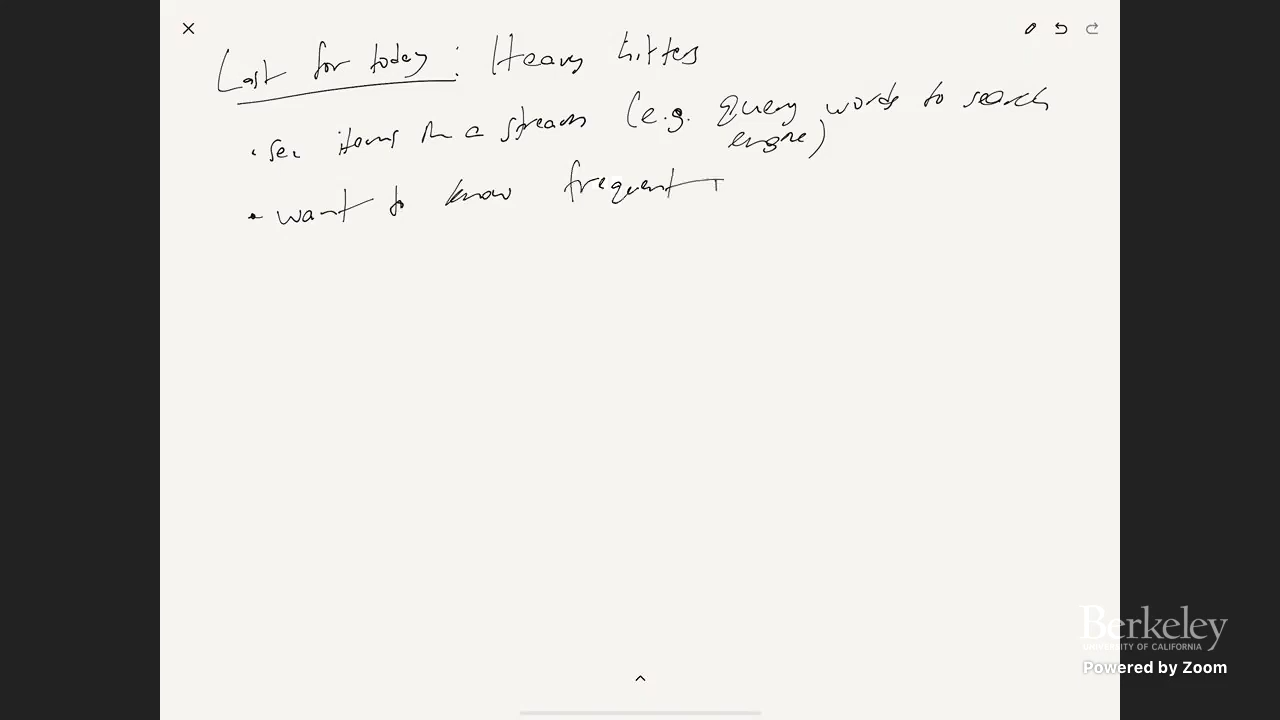 Last for today: Heavy hitters
• see items in a stream (e.g. query words to search
engine)
• want to know frequent
Berkeley
UNIVERSITY OF CALIFORNIA
Powered by Zoom